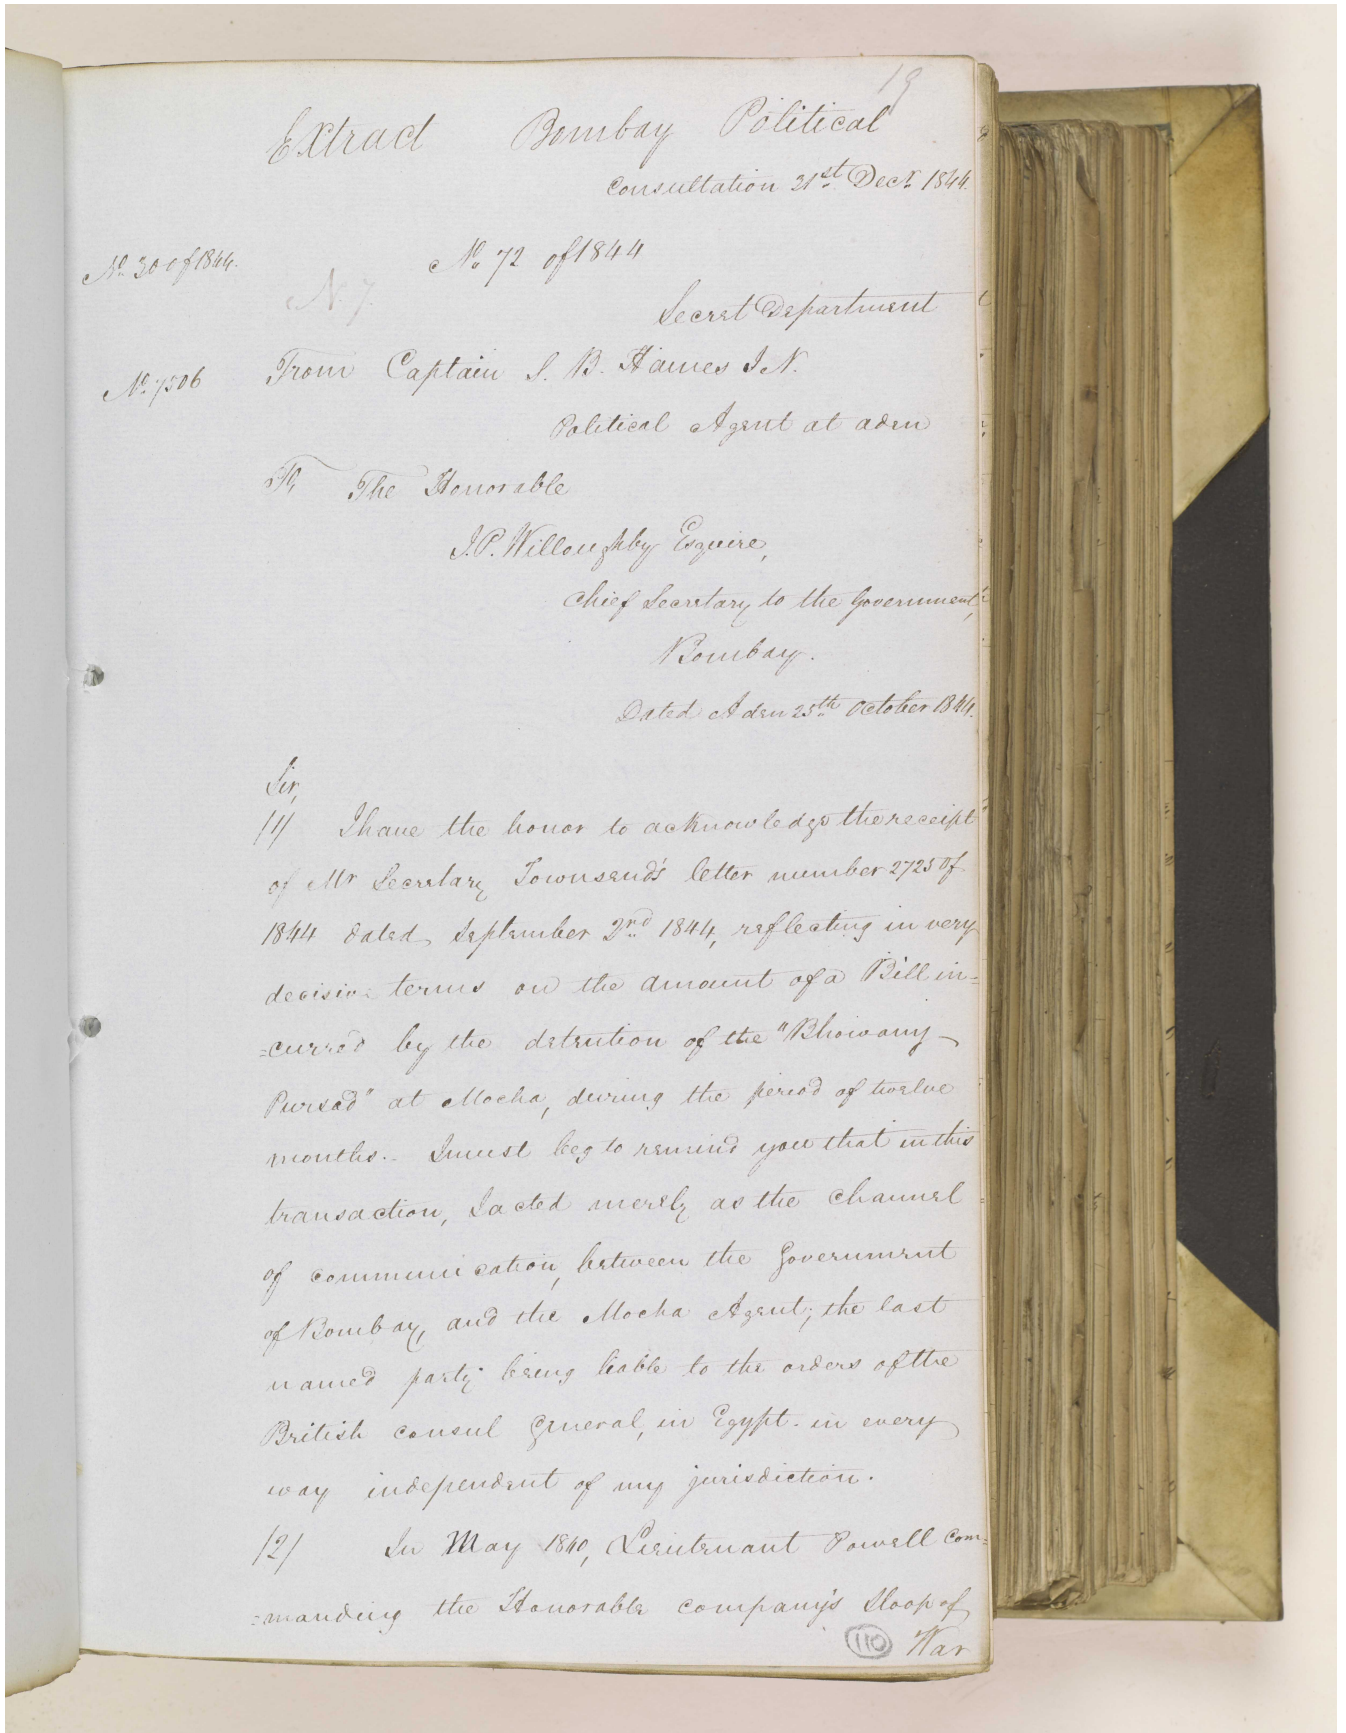 19
Extract Bombay Political
Consultation 21st Decr. 1844.
No. 30 of 1844.
No. 72 of 1844
No. 7
Secret Department
No. 7506
From Captain S. B. Haines I. N.
Political Agent at aden
To, The Honorable
J. P. Willoughby Esquire,
Chief Secretary to the Government,
Bombay.
Dated Aden 25th. October 1844.
Sir,
/1/ I have the honor to acknowledge the receipt
of Mr Secretary Townsend's letter number 2725 of
1844 dated September 2nd. 1844, reflecting in very
decisive terms on the amount of a Bill in-
=curred by the detention of the "Bhowany
Pursad" at Mocha, during the period of twelve
months.- I must beg to remind you that in this
transaction, I acted merely as the Channel
of communication, between the Government
of Bombay, and the Mocha Agent; the last
named party being liable to the orders of the
British Consul General, in Egypt. in every
way independent of my jurisdiction.
/2/ In May 1840, Lieutenant Powell com=
=manding the Honorable Company's Sloop of
War
110